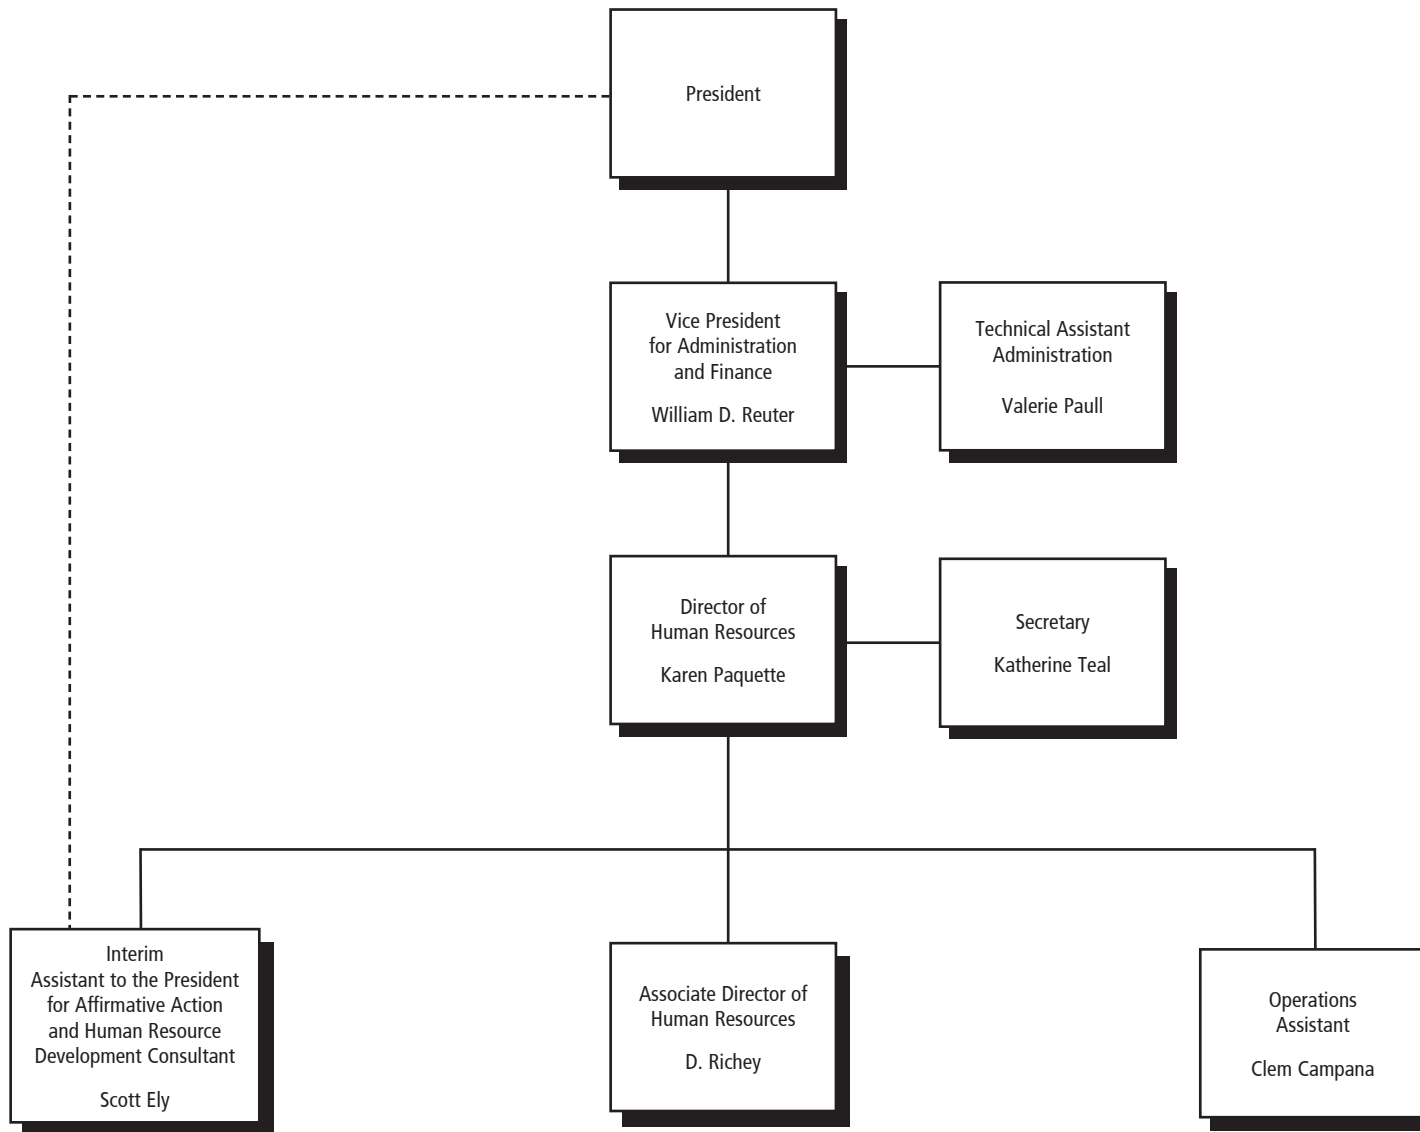 President
Vice President
for Administration
and Finance
William D. Reuter
Technical Assistant
Administration
Valerie Paull
Director of
Human Resources
Karen Paquette
Secretary
Katherine Teal
Interim
Assistant to the President
for Affirmative Action
and Human Resource
Development Consultant
Scott Ely
Associate Director of
Human Resources
D. Richey
Operations
Assistant
Clem Campana